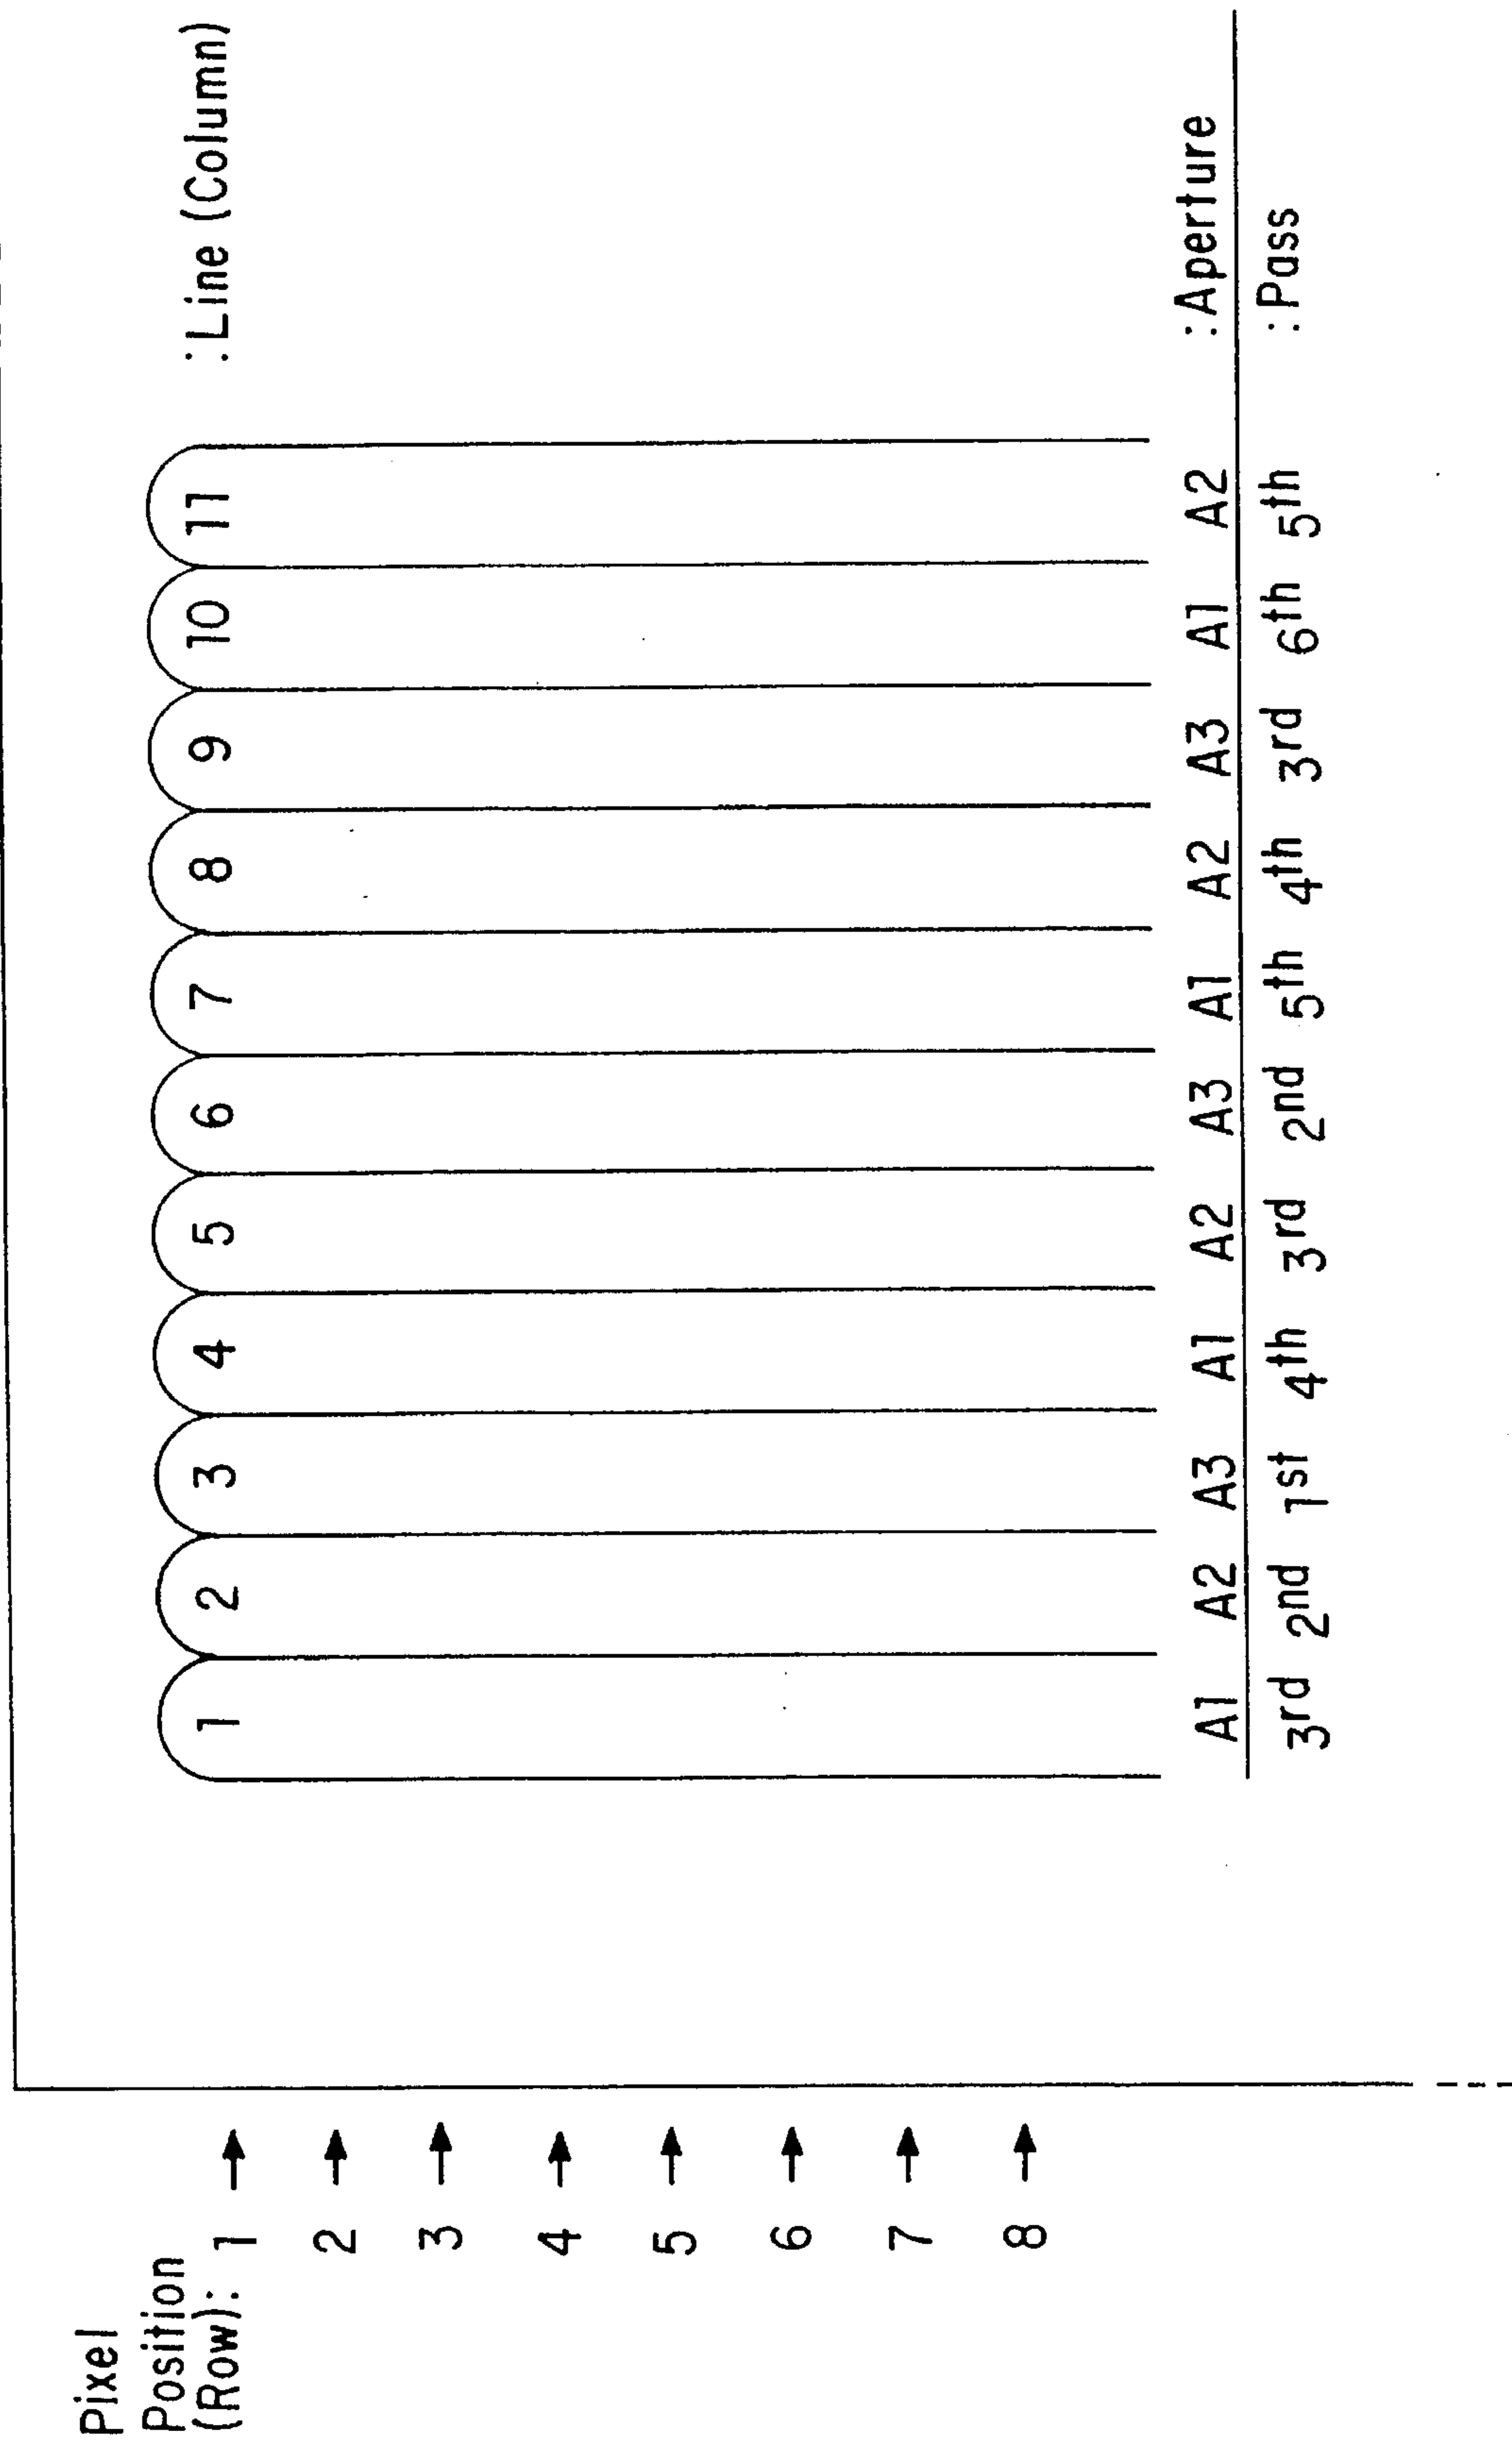 :Line (Column)
1 2 3 4 5 6 7 8 9 10 11
Pixel
Position
(Row): 1
2
3
4
5
6
7
8
A1 A2 A3 A1 A2 A3 A1 A2 A3 A1 A2 :Aperture
3rd 2nd 1st 4th 3rd 2nd 5th 4th 3rd 6th 5th :Pass